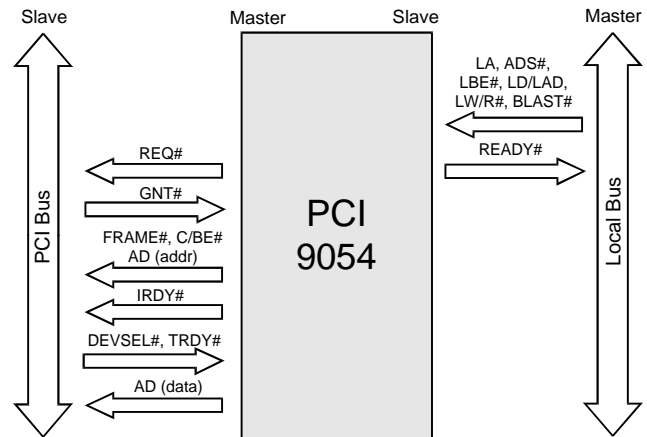 Slave
Master
Slave
Master
LA, ADS#,
LBE#, LD/LAD,
LW/R#, BLAST#
REQ#
READY#
GNT#
PCI
9054
FRAME#, C/BE#
AD (addr)
IRDY#
DEVSEL#, TRDY#
AD (data)
PCI Bus
Local Bus